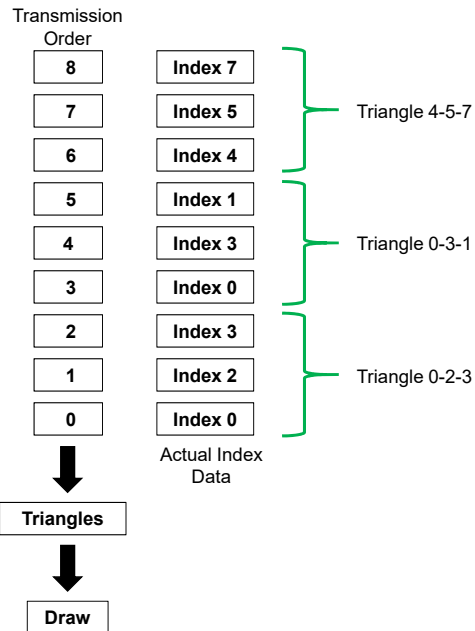 Transmission
Order
8 Index 7
7 Index 5 Triangle 4-5-7
6 Index 4
5 Index 1
4 Index 3 Triangle 0-3-1
3 Index 0
2 Index 3
1 Index 2 Triangle 0-2-3
0 Index 0
Actual Index
Data
Triangles
Draw